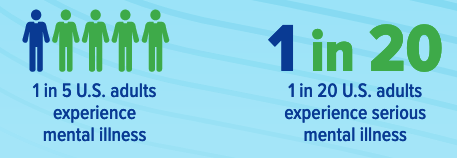 1 in 5 U.S. adults
experience
mental illness
1 in 20
1 in 20 U.S. adults
experience serious
mental illness